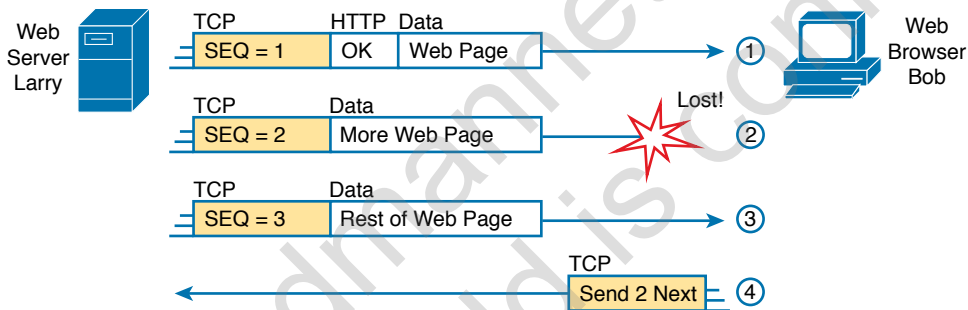 Web
Server
Larry
TCP HTTP Data
SEQ = 1 OK Web Page
1
Web
Browser
Bob
TCP Data
SEQ = 2 More Web Page
Lost!
2
TCP Data
SEQ = 3 Rest of Web Page
3
TCP
Send 2 Next
4